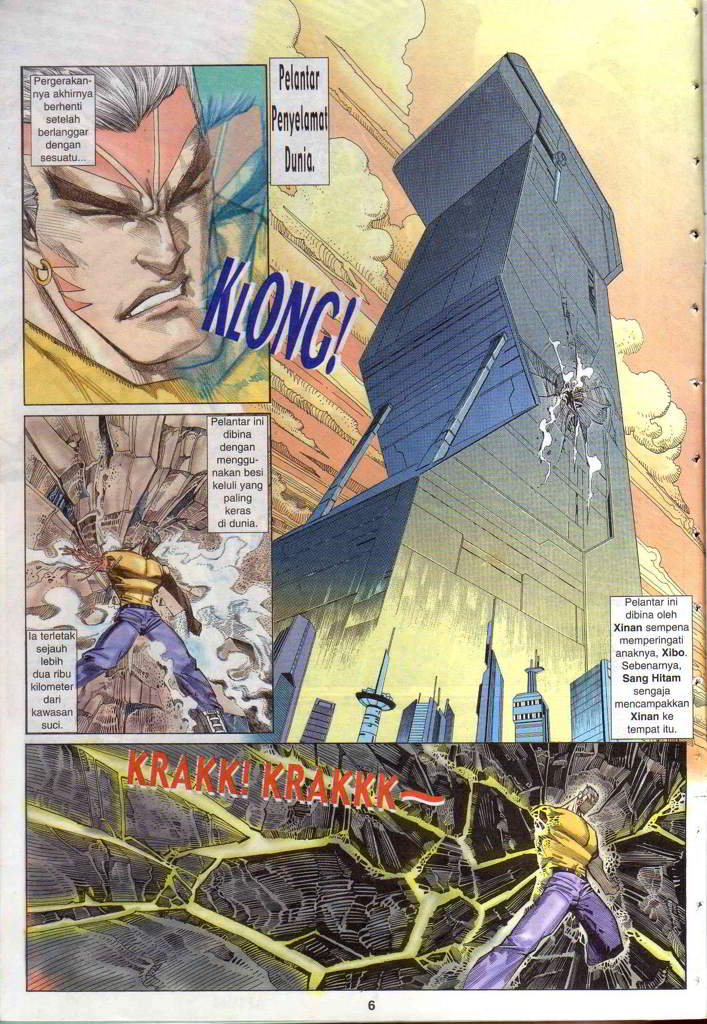 Pergerakan-
nya akhirnya
berhenti
setelah
berlanggar
dengan
sesuatu...
Pelantar
Penyelamat
Dunia.
KLONG!
Pelantar ini
dibina
dengan
menggu-
nakan besi
keluli yang
paling
keras
di dunia.
Ia terletak
sejauh
lebih
dua ribu
kilometer
dari
kawasan
suci.
Pelantar ini
dibina oleh
Xinan sempena
memperingati
anaknya, Xibo.
Sebenarnya,
Sang Hitam
sengaja
mencampakkan
Xinan ke
tempat itu.
KRAKK! KRAKKK~
6